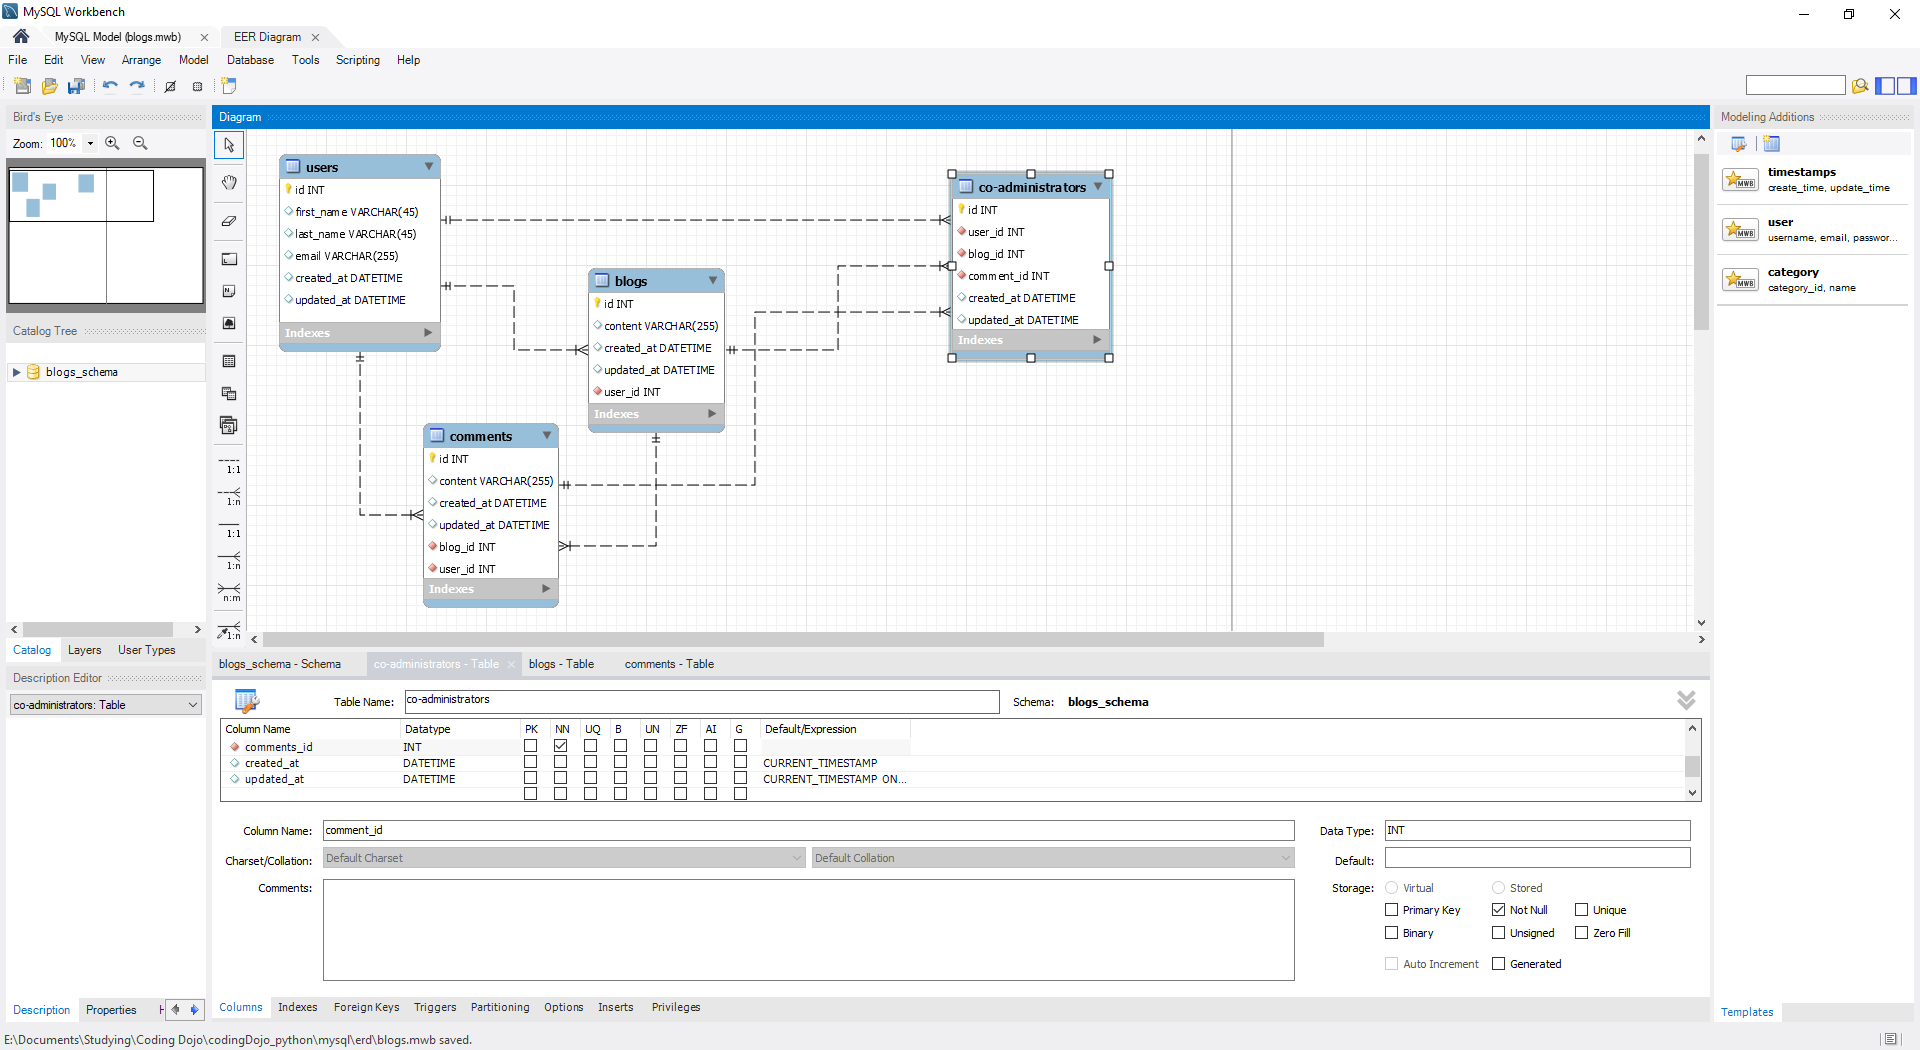 MySQL Workbench
MySQL Model (blogs.mwb)
EER Diagram
File Edit View Arrange Model Database Tools Scripting Help
Bird's Eye
Zoom: 100%
Catalog Tree
blogs_schema
Catalog Layers User Types
Description Editor
co-administrators: Table
Description Properties H
Diagram
1:1
1:n
1:1
1:n
n:m
1:n
users
id INT
first_name VARCHAR(45)
last_name VARCHAR(45)
email VARCHAR(255)
created_at DATETIME
updated_at DATETIME
Indexes
blogs
id INT
content VARCHAR(255)
created_at DATETIME
updated_at DATETIME
user_id INT
Indexes
comments
id INT
content VARCHAR(255)
created_at DATETIME
updated_at DATETIME
blog_id INT
user_id INT
Indexes
co-administrators
id INT
user_id INT
blog_id INT
comment_id INT
created_at DATETIME
updated_at DATETIME
Indexes
Modeling Additions
MWB
timestamps
create_time, update_time
MWB
user
username, email, passwor...
MWB
category
category_id, name
Templates
blogs_schema - Schema co-administrators - Table blogs - Table comments - Table
Table Name: co-administrators Schema: blogs_schema
Column Name Datatype PK NN UQ B UN ZF AI G Default/Expression
comments_id INT
created_at DATETIME CURRENT_TIMESTAMP
updated_at DATETIME CURRENT_TIMESTAMP ON...
Column Name: comment_id Data Type: INT
Charset/Collation: Default Charset Default Collation Default:
Comments: Storage: Virtual Stored
Primary Key Not Null Unique
Binary Unsigned Zero Fill
Auto Increment Generated
Columns Indexes Foreign Keys Triggers Partitioning Options Inserts Privileges
E:\Documents\Studying\Coding Dojo\codingDojo_python\mysql\erd\blogs.mwb saved.